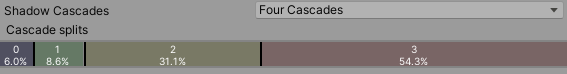 Shadow Cascades Four Cascades
Cascade splits
0 1 2 3
6.0% 8.6% 31.1% 54.3%